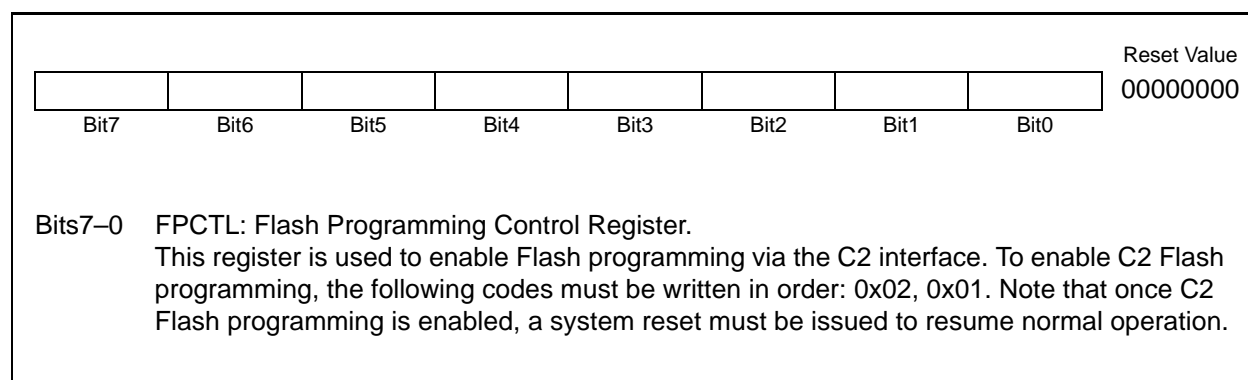 Reset Value
00000000
Bit7 Bit6 Bit5 Bit4 Bit3 Bit2 Bit1 Bit0
Bits7–0 FPCTL: Flash Programming Control Register.
This register is used to enable Flash programming via the C2 interface. To enable C2 Flash
programming, the following codes must be written in order: 0x02, 0x01. Note that once C2
Flash programming is enabled, a system reset must be issued to resume normal operation.